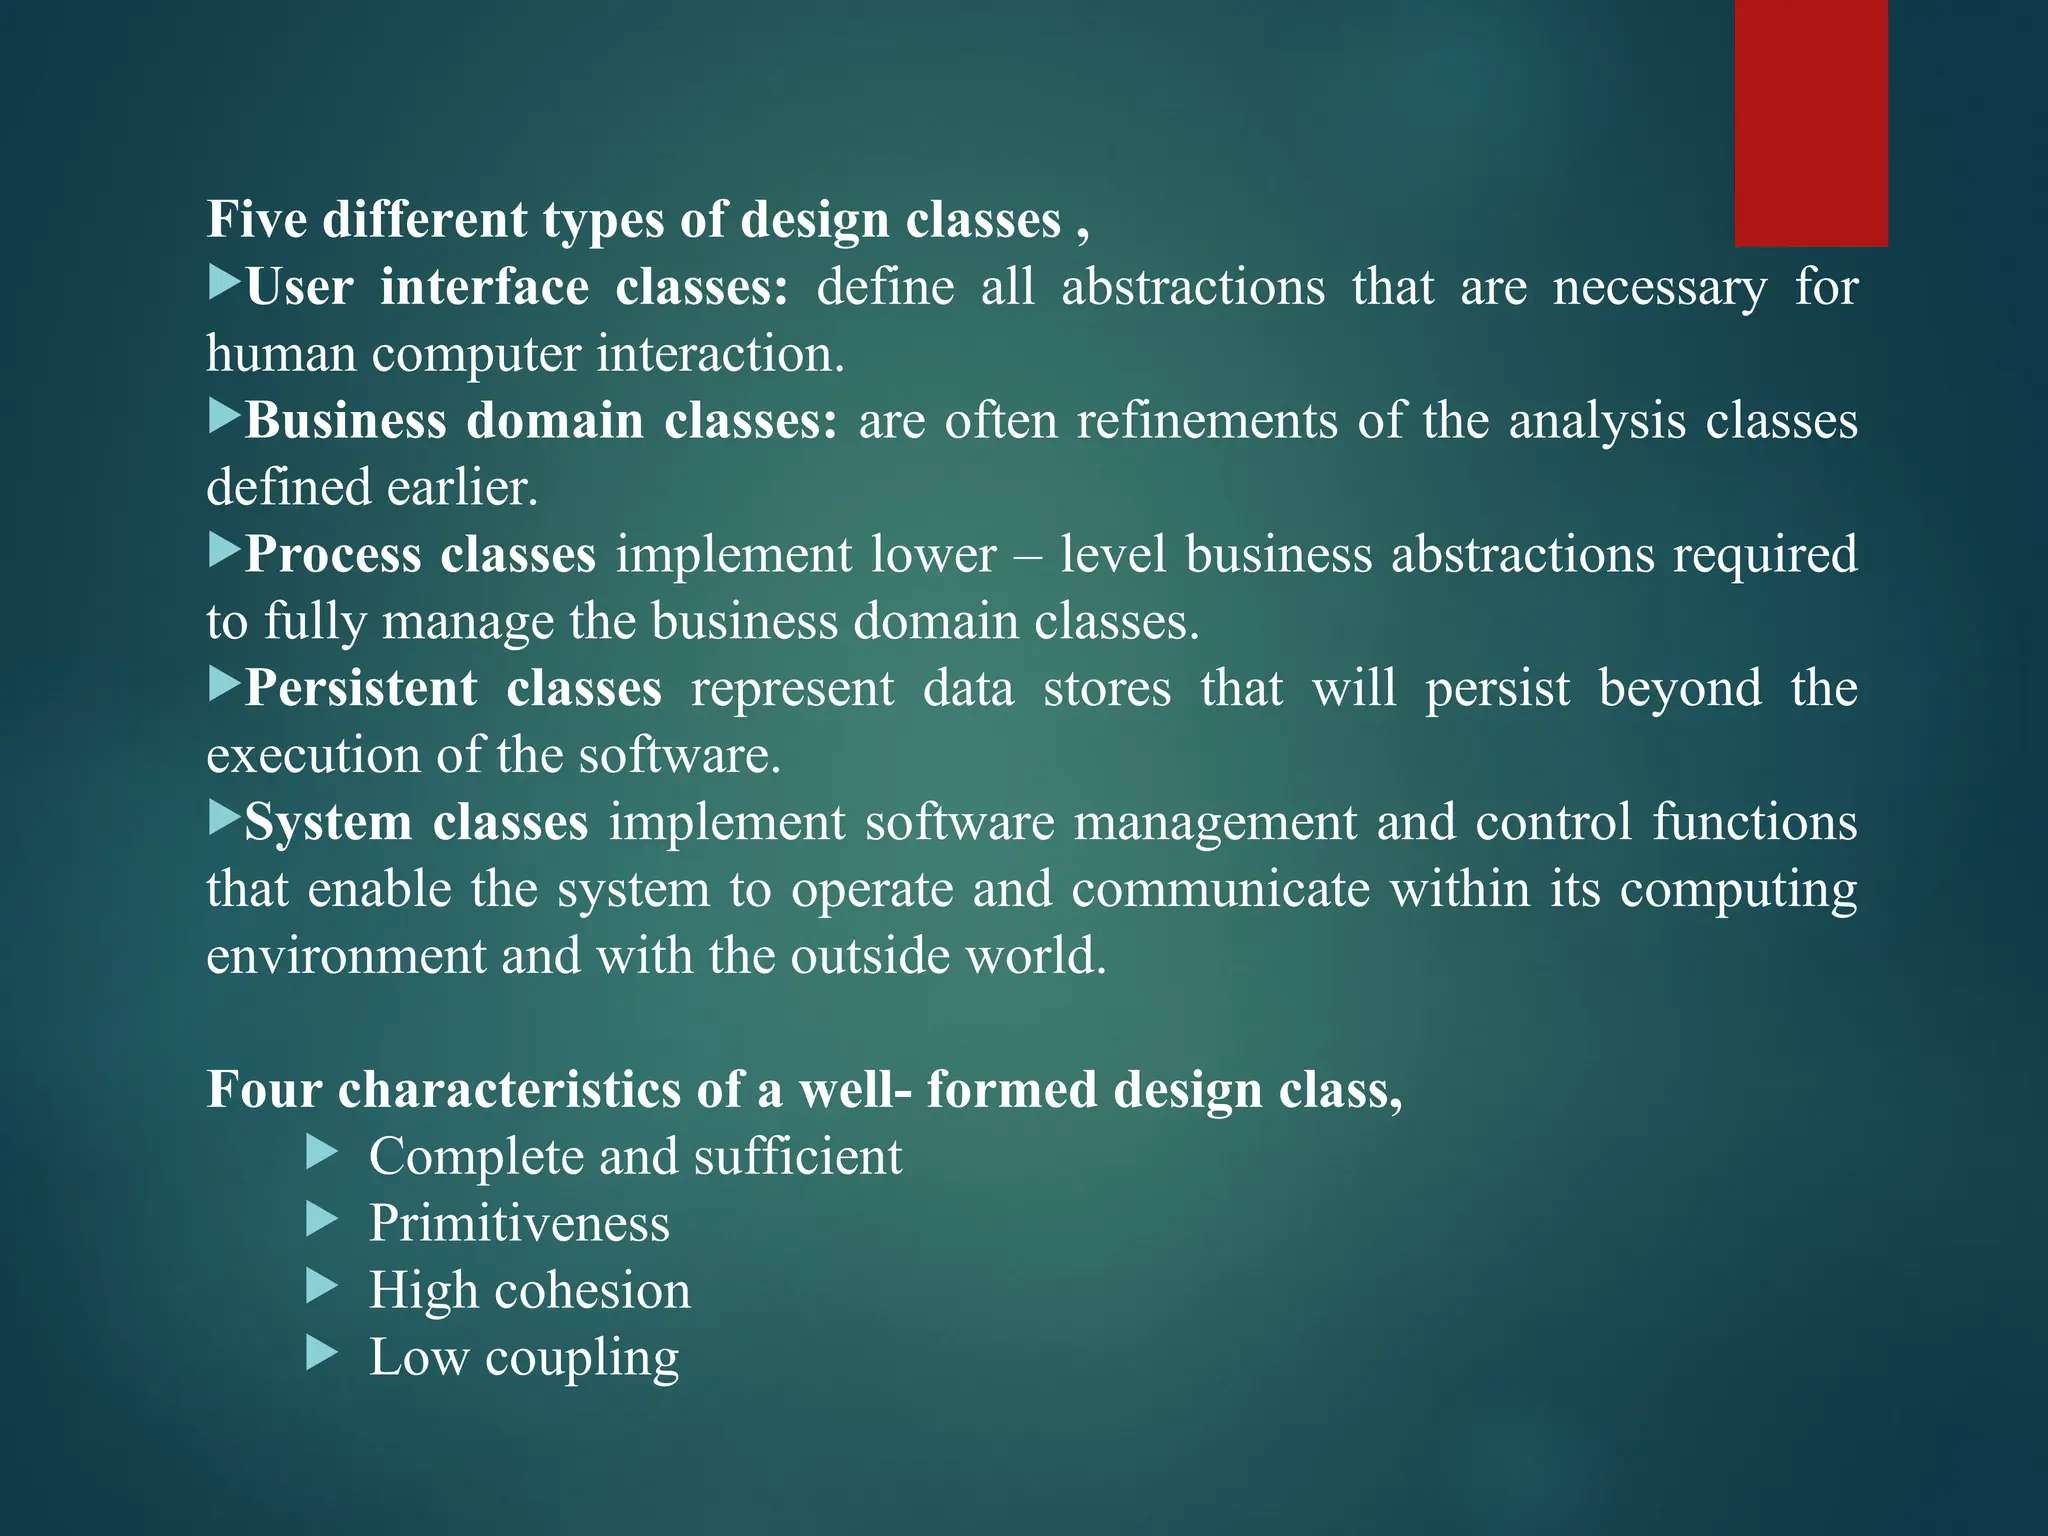 Five different types of design classes ,
User interface classes: define all abstractions that are necessary for
human computer interaction.
Business domain classes: are often refinements of the analysis classes
defined earlier.
Process classes implement lower – level business abstractions required
to fully manage the business domain classes.
Persistent classes represent data stores that will persist beyond the
execution of the software.
System classes implement software management and control functions
that enable the system to operate and communicate within its computing
environment and with the outside world.
Four characteristics of a well- formed design class,
Complete and sufficient
Primitiveness
High cohesion
Low coupling